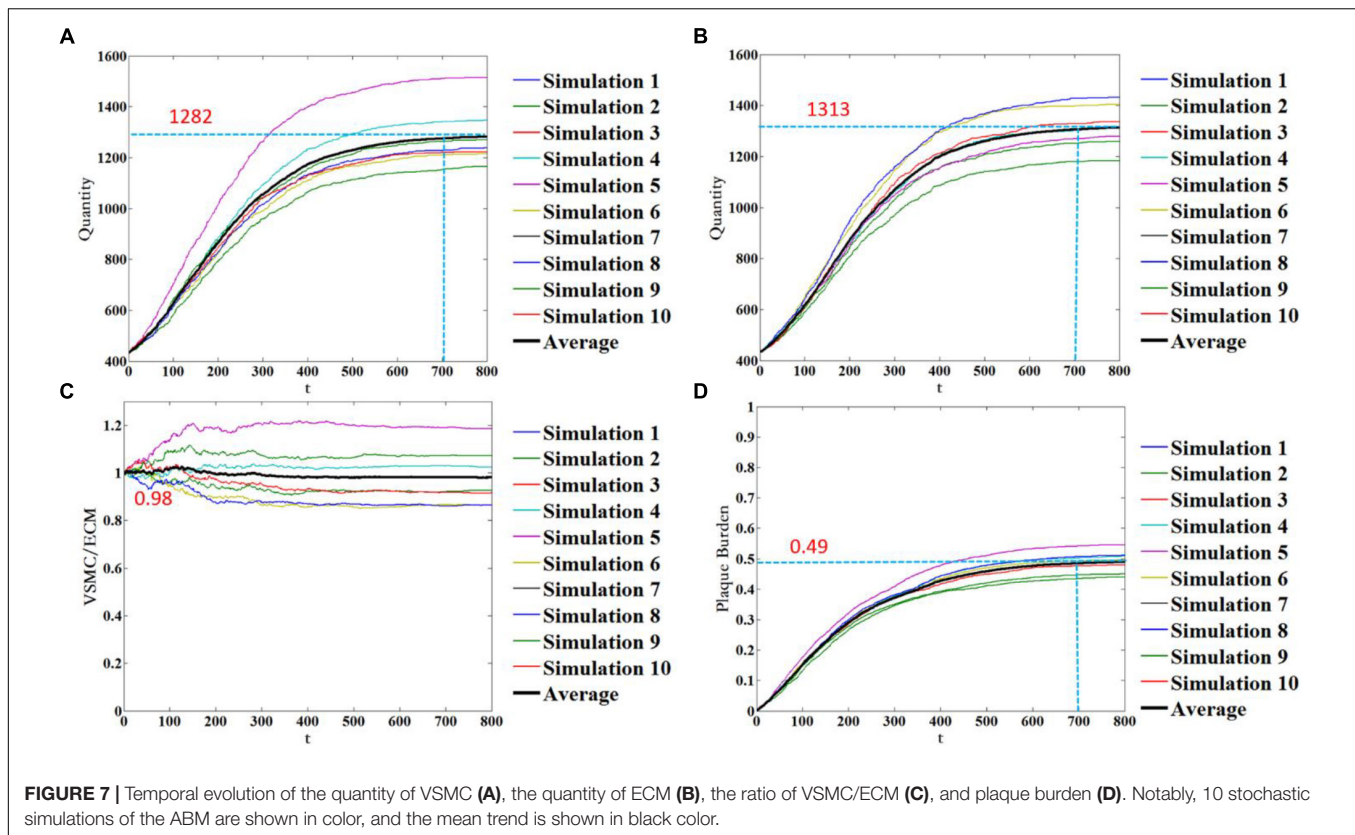 A
1600
1400
1200
1000
800
600
400
Quantity
1282
0
100
200
300
400
500
600
700
800
t
Simulation 1
Simulation 2
Simulation 3
Simulation 4
Simulation 5
Simulation 6
Simulation 7
Simulation 8
Simulation 9
Simulation 10
Average
B
1600
1400
1200
1000
800
600
400
Quantity
1313
0
100
200
300
400
500
600
700
800
t
Simulation 1
Simulation 2
Simulation 3
Simulation 4
Simulation 5
Simulation 6
Simulation 7
Simulation 8
Simulation 9
Simulation 10
Average
C
1.2
1
0.8
0.6
0.4
0.2
0
VSMC/ECM
0.98
0
100
200
300
400
500
600
700
800
t
Simulation 1
Simulation 2
Simulation 3
Simulation 4
Simulation 5
Simulation 6
Simulation 7
Simulation 8
Simulation 9
Simulation 10
Average
D
1
0.9
0.8
0.7
0.6
0.5
0.4
0.3
0.2
0.1
0
Plaque Burden
0.49
0
100
200
300
400
500
600
700
800
t
Simulation 1
Simulation 2
Simulation 3
Simulation 4
Simulation 5
Simulation 6
Simulation 7
Simulation 8
Simulation 9
Simulation 10
Average
FIGURE 7 | Temporal evolution of the quantity of VSMC (A), the quantity of ECM (B), the ratio of VSMC/ECM (C), and plaque burden (D). Notably, 10 stochastic
simulations of the ABM are shown in color, and the mean trend is shown in black color.